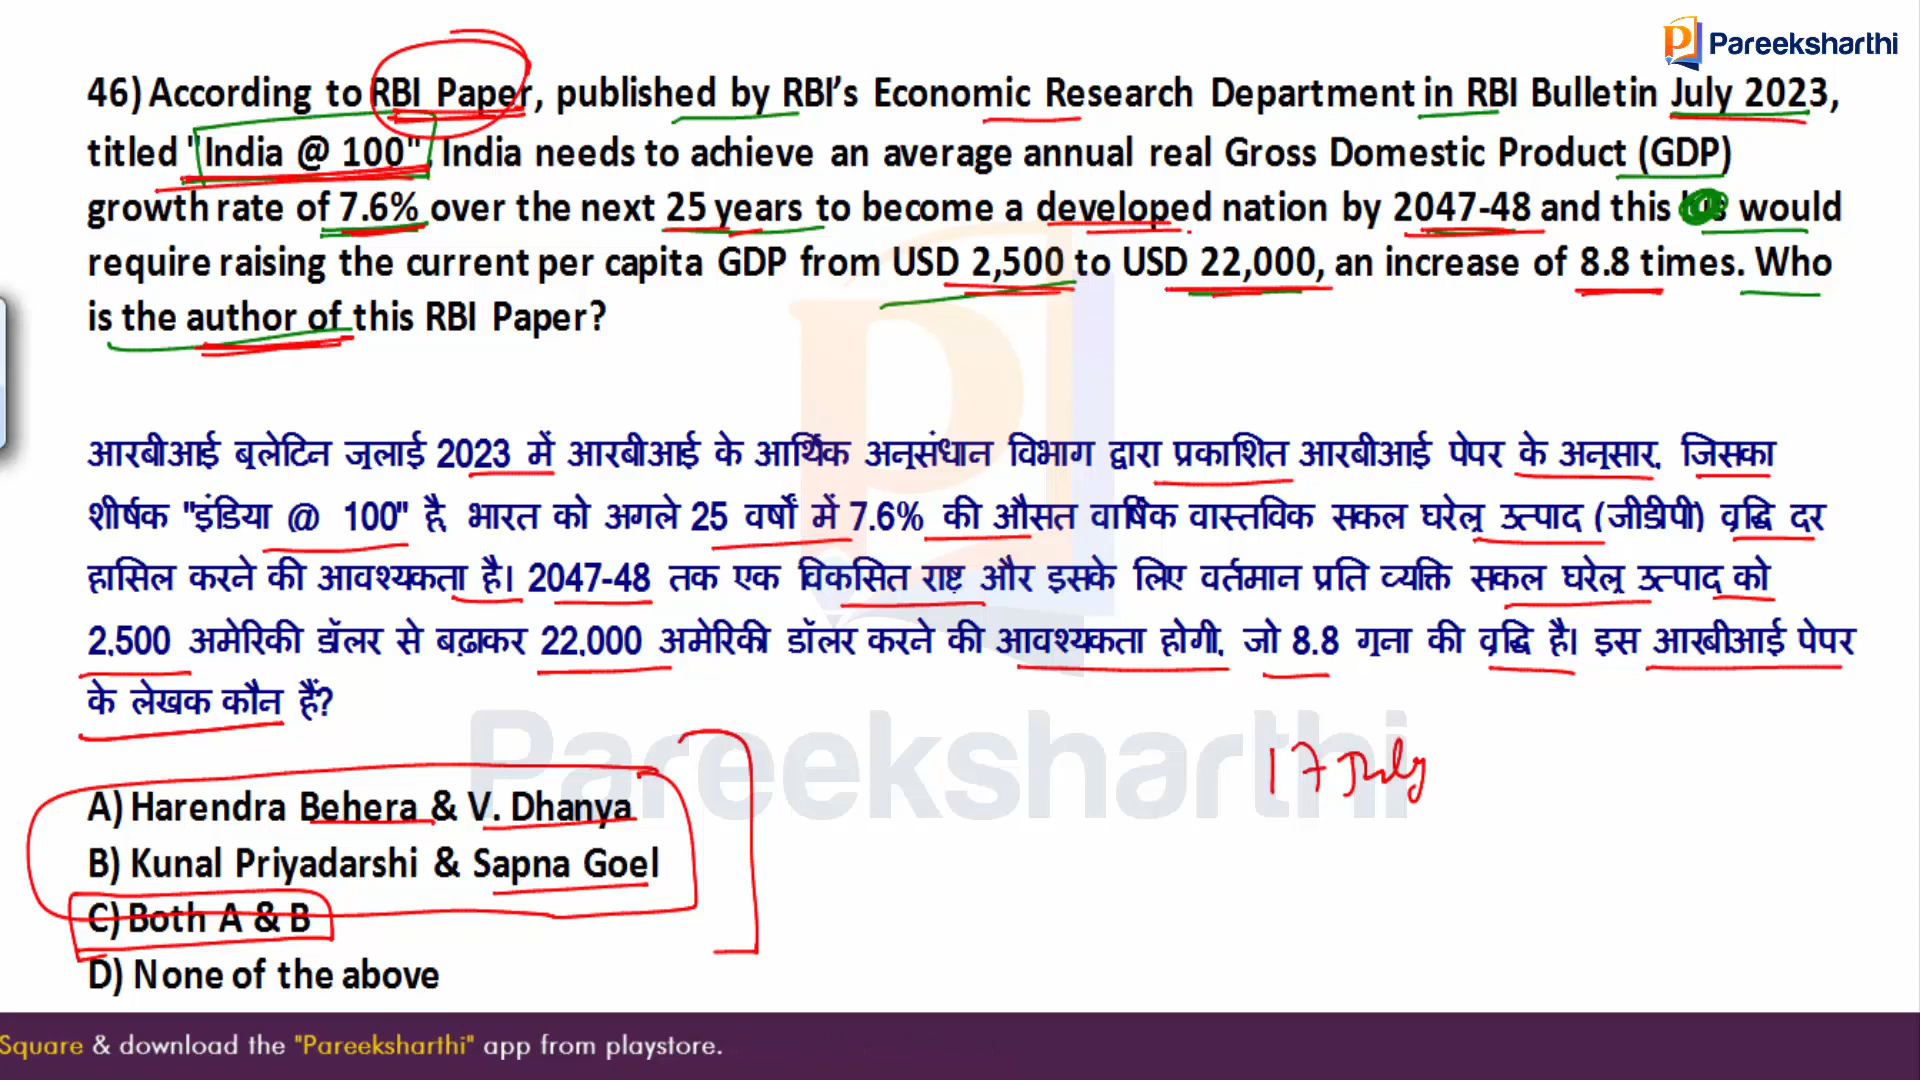 Pareeksharthi
46) According to RBI Paper, published by RBI's Economic Research Department in RBI Bulletin July 2023,
titled "India @ 100", India needs to achieve an average annual real Gross Domestic Product (GDP)
growth rate of 7.6% over the next 25 years to become a developed nation by 2047-48 and this would
require raising the current per capita GDP from USD 2,500 to USD 22,000, an increase of 8.8 times. Who
is the author of this RBI Paper?
आरबीआई बुलेटिन जुलाई 2023 में आरबीआई के आर्थिक अनुसंधान विभाग द्वारा प्रकाशित आरबीआई पेपर के अनुसार, जिसका
शीर्षक "इंडिया @ 100" है, भारत को अगले 25 वर्षों में 7.6% की औसत वार्षिक वास्तविक सकल घरेलू उत्पाद (जीडीपी) वृद्धि दर
हासिल करने की आवश्यकता है। 2047-48 तक एक विकसित राष्ट्र और इसके लिए वर्तमान प्रति व्यक्ति सकल घरेलू उत्पाद को
2,500 अमेरिकी डॉलर से बढ़ाकर 22,000 अमेरिकी डॉलर करने की आवश्यकता होगी, जो 8.8 गुना की वृद्धि है। इस आरबीआई पेपर
के लेखक कौन हैं?
Pareeksharthi
17 July
A) Harendra Behera & V. Dhanya
B) Kunal Priyadarshi & Sapna Goel
C) Both A & B
D) None of the above
Square & download the "Pareeksharthi" app from playstore.